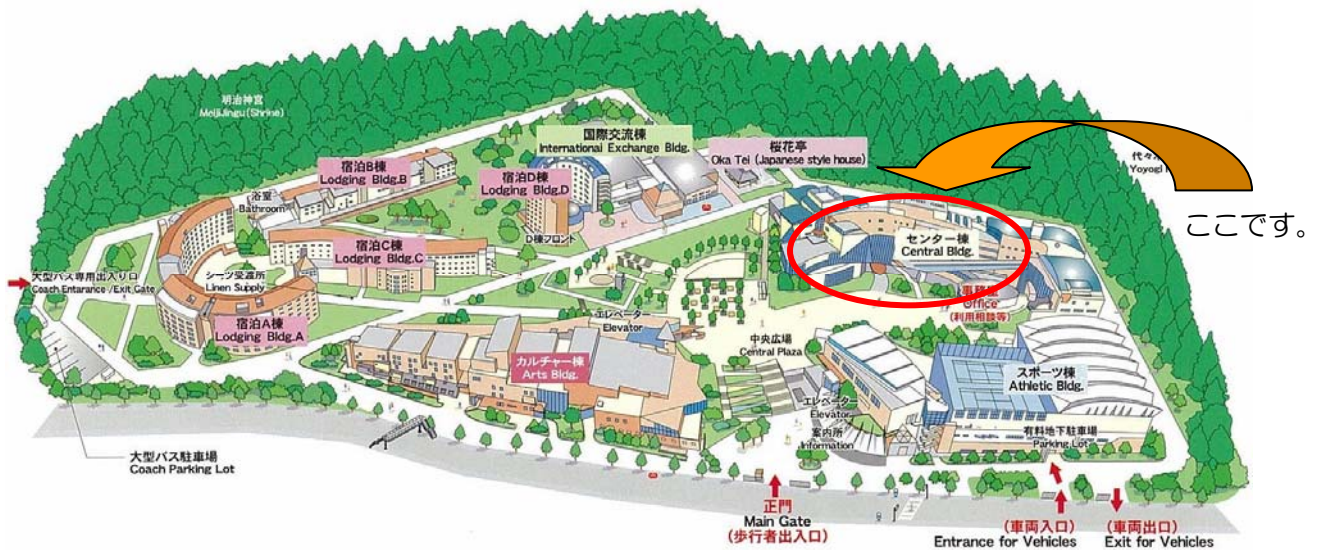 明治神宮
MeijiJingu(Shrine)
国際交流棟
International Exchange Bldg.
桜花亭
Oka Tei (Japanese style house)
宿泊B棟
Lodging Bldg.B
宿泊D棟
Lodging Bldg.D
浴室
Bathroom
D棟フロント
宿泊C棟
Lodging Bldg.C
センター棟
Central Bldg.
ここです。
大型バス専用出入り口
Coach Entarance/Exit Gate
シーツ受渡所
Linen Supply
宿泊A棟
Lodging Bldg.A
Office
(利用相談等)
エレベーター
Elevator
中央広場
Central Plaza
カルチャー棟
Arts Bldg.
スポーツ棟
Athletic Bldg.
エレベーター
Elevator
案内所
Information
有料地下駐車場
Parking Lot
大型バス駐車場
Coach Parking Lot
正門
Main Gate
(歩行者出入口)
(車両入口)
Entrance for Vehicles
(車両出口)
Exit for Vehicles